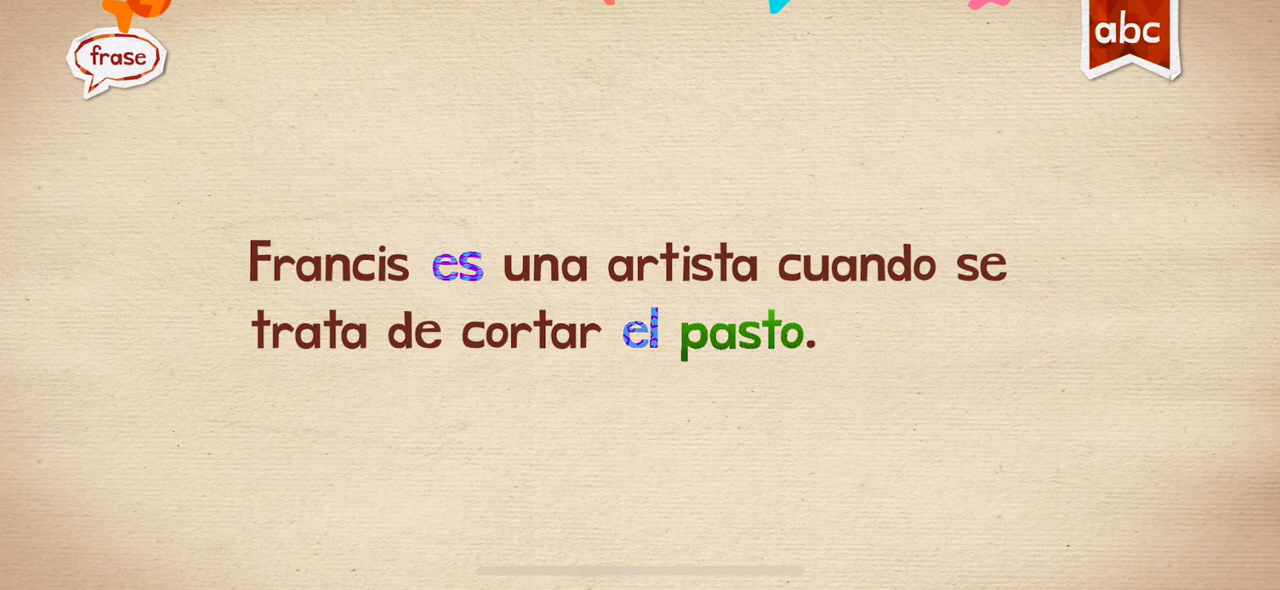 frase
abc
Francis es una artista cuando se
trata de cortar el pasto.